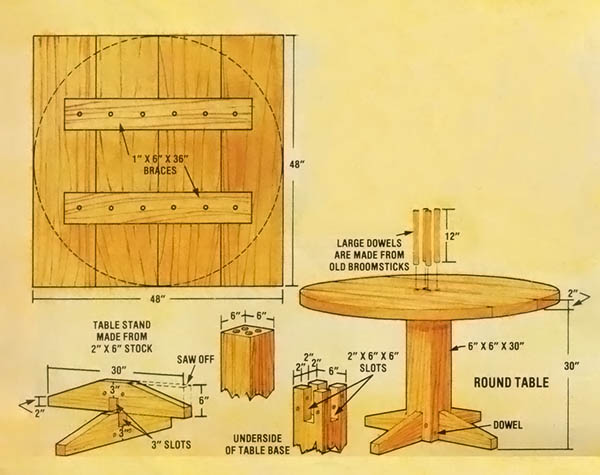 1" X 6" X 36"
BRACES
48"
48"
LARGE DOWELS
ARE MADE FROM
OLD BROOMSTICKS
12"
2"
TABLE STAND
MADE FROM
2" X 6" STOCK
6"
6"
SAW OFF
30"
3"
6"
2"
3"
3" SLOTS
2"
2"
6"
2" X 6" X 6"
SLOTS
UNDERSIDE
OF TABLE BASE
6" X 6" X 30"
30"
ROUND TABLE
DOWEL